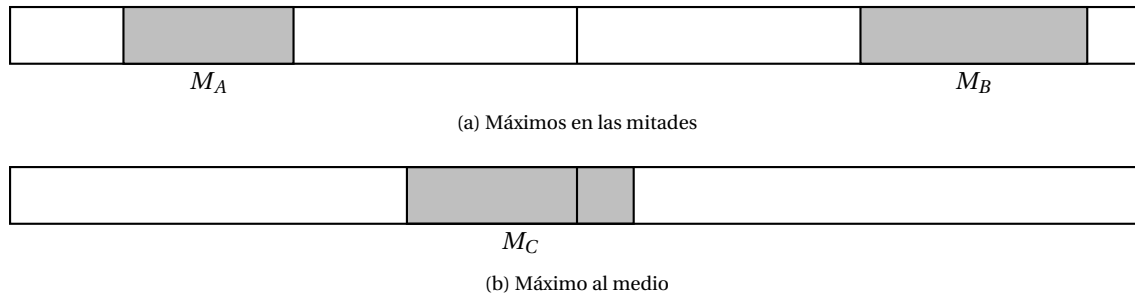 M_A M_B
(a) Máximos en las mitades
M_C
(b) Máximo al medio